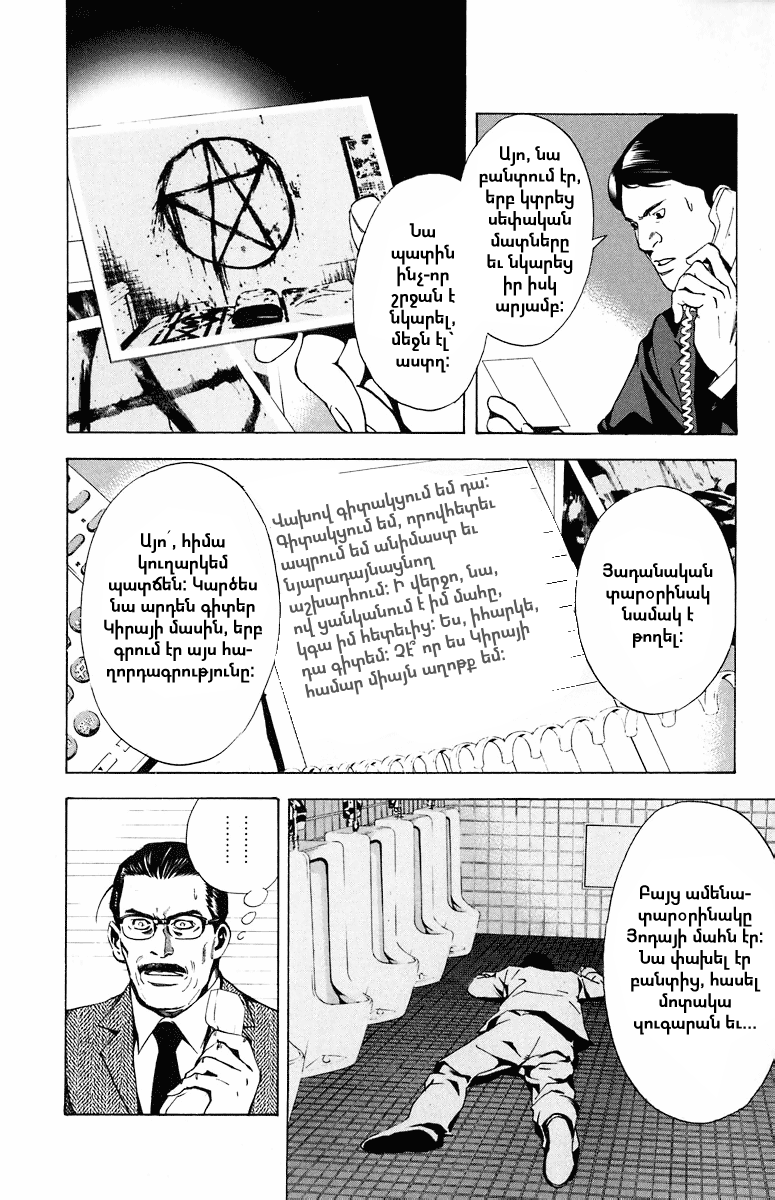 Այո, նա
բանտում էր,
երբ կտրեց
սեփական
մատները
եւ նկարեց
իր իսկ
արյամբ:
Նա
պատին
ինչ-որ
շրջան է
նկարել,
մեջն էլ՝
աստղ:
Յադանական
տարօրինակ
նամակ է
թողել:
Վախով գիտակցում եմ դա:
Գիտակցում եմ, որովհետեւ
ապրում եմ անիմաստ եւ
նյարադայնացնող
աշխարհում: Ի վերջո, նա,
ով ցանկանում է իմ մահը,
կգա իմ հետեւից: Ես, իհարկե,
դա գիտեմ: Չէ՞ որ ես Կիրայի
համար միայն աղոթք եմ:
Այո՛, հիմա
կուղարկեմ
պատճեն: Կարծես
նա արդեն գիտեր
Կիրայի մասին, երբ
գրում էր այս հա-
ղորդագրությունը:
Բայց ամենա-
տարօրինակը
Յոդայի մահն էր:
Նա փախել էր
բանտից, հասել
մոտակա
զուգարան եւ...